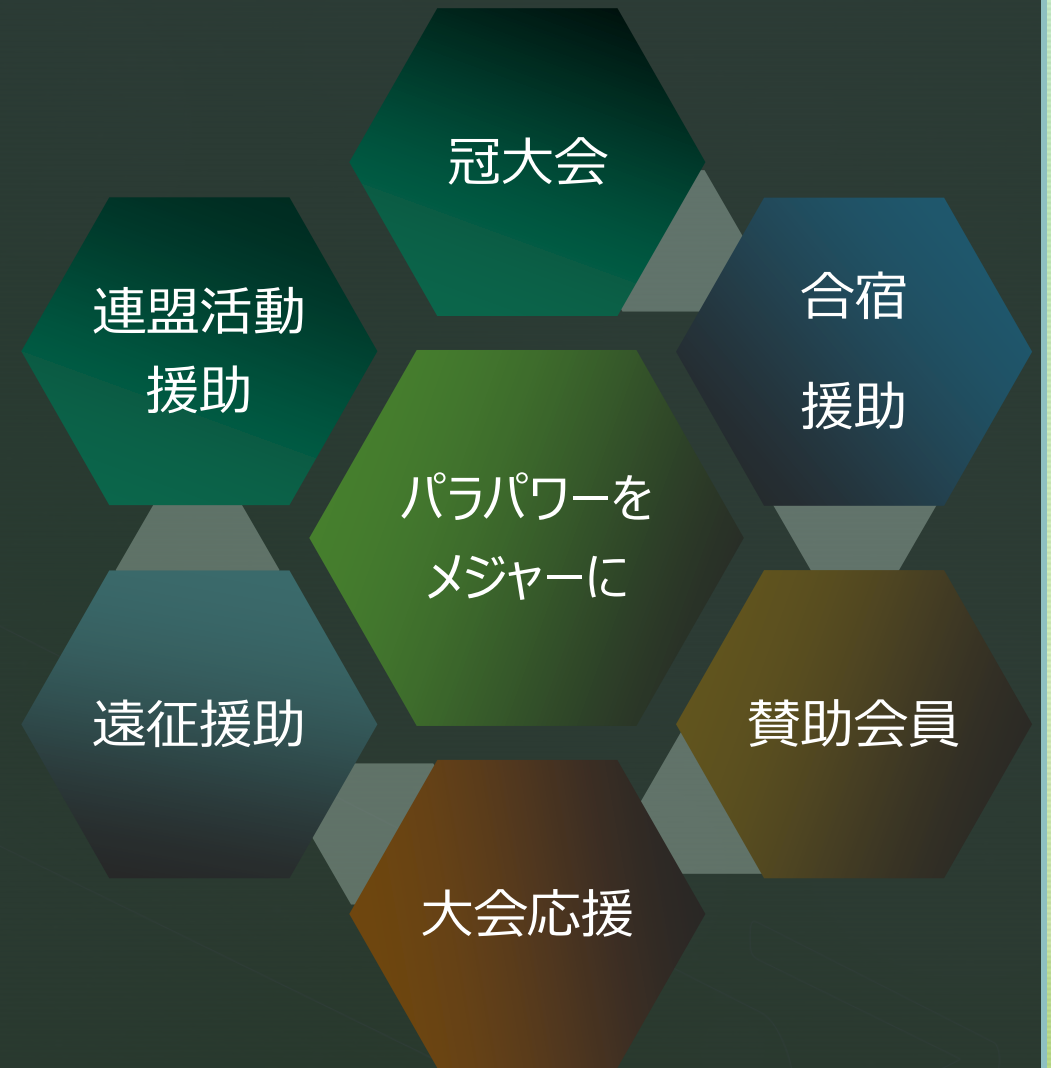 冠大会
合宿
援助
連盟活動
援助
パラパワーを
メジャーに
遠征援助
賛助会員
大会応援